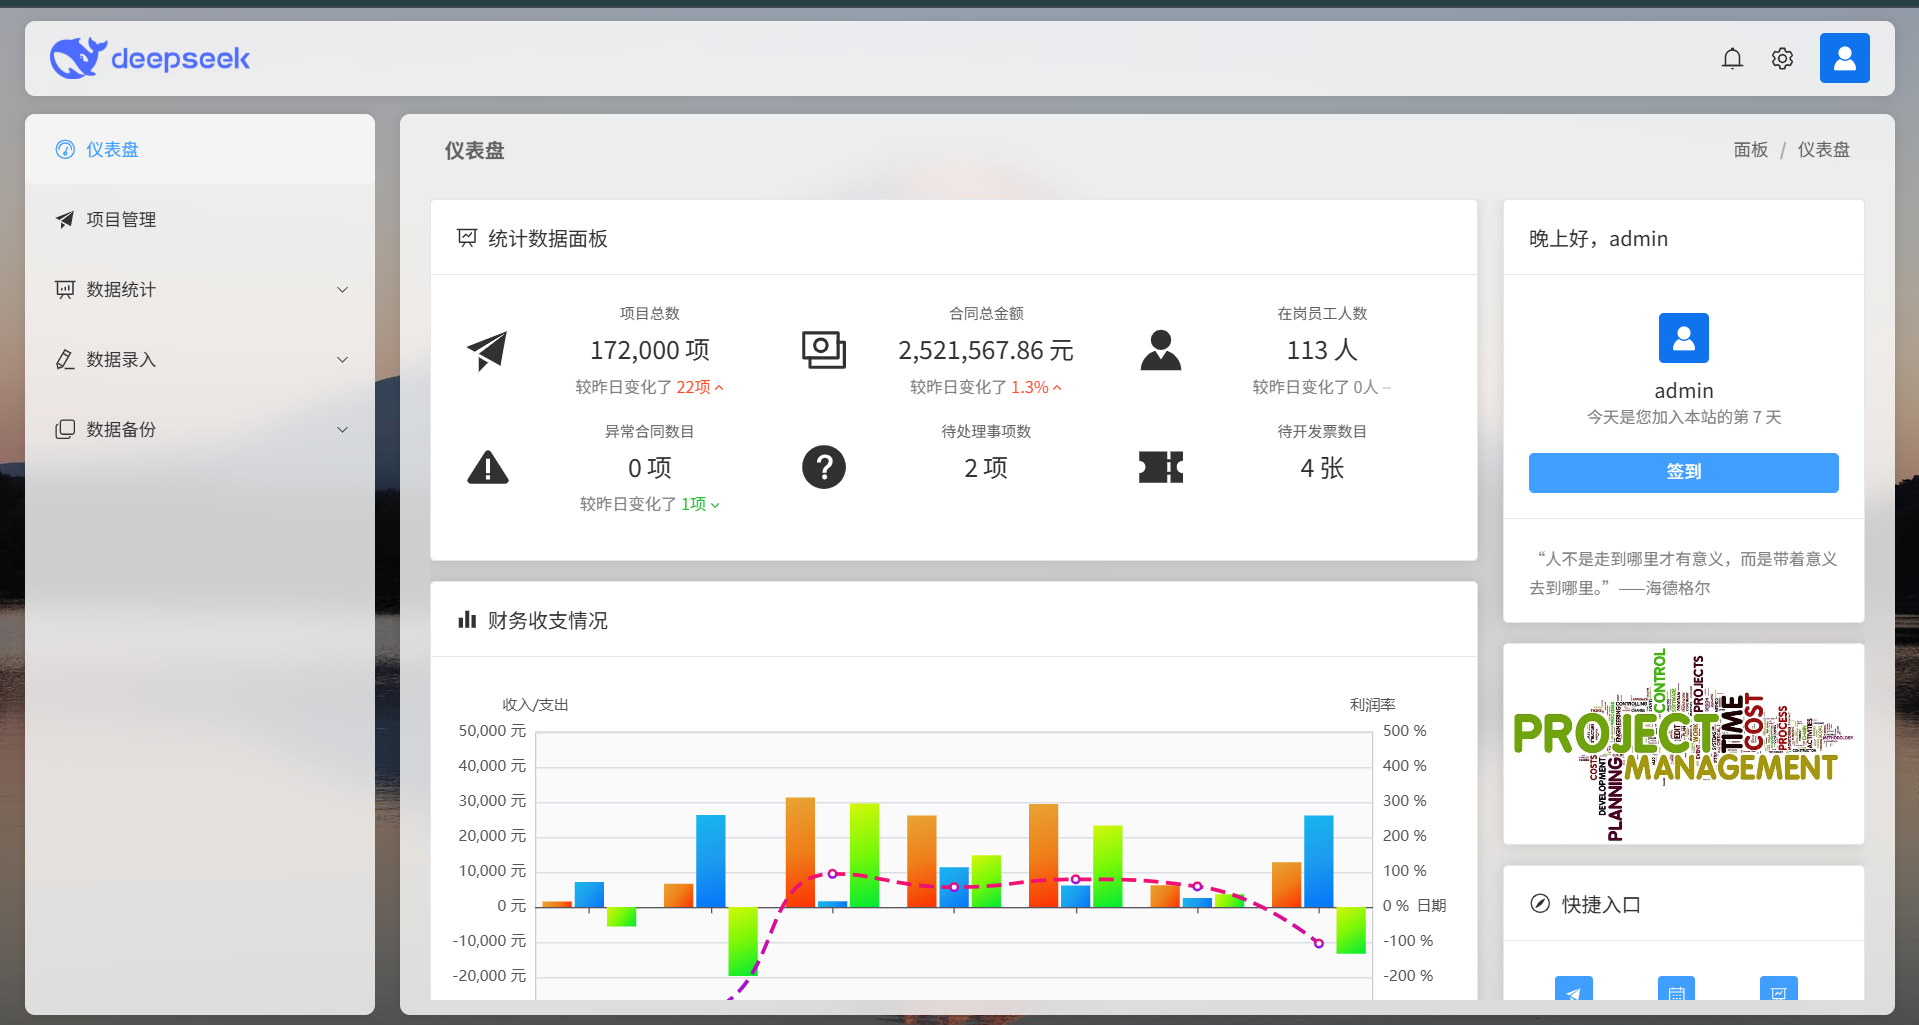 deepseek
仪表盘
项目管理
数据统计
数据录入
数据备份
仪表盘
面板 / 仪表盘
统计数据面板
项目总数
172,000 项
较昨日变化了 22项
合同总金额
2,521,567.86 元
较昨日变化了 1.3%
在岗员工人数
113 人
较昨日变化了 0人
异常合同数目
0 项
较昨日变化了 1项
待处理事项数
2 项
待开发票数目
4 张
财务收支情况
收入/支出
利润率
50,000 元
40,000 元
30,000 元
20,000 元
10,000 元
0 元
-10,000 元
-20,000 元
500 %
400 %
300 %
200 %
100 %
0 %
日期
-100 %
-200 %
晚上好，admin
admin
今天是您加入本站的第 7 天
签到
“人不是走到哪里才有意义，而是带着意义
去到哪里。”——海德格尔
CONTROL
PROJECTS
PROJECT
TIME
COST
PROCESS
MANAGEMENT
COSTS
DEVELOPMENT
PLANNING
ACTIVITIES
CONTROLLING
ENGINEERING
快捷入口